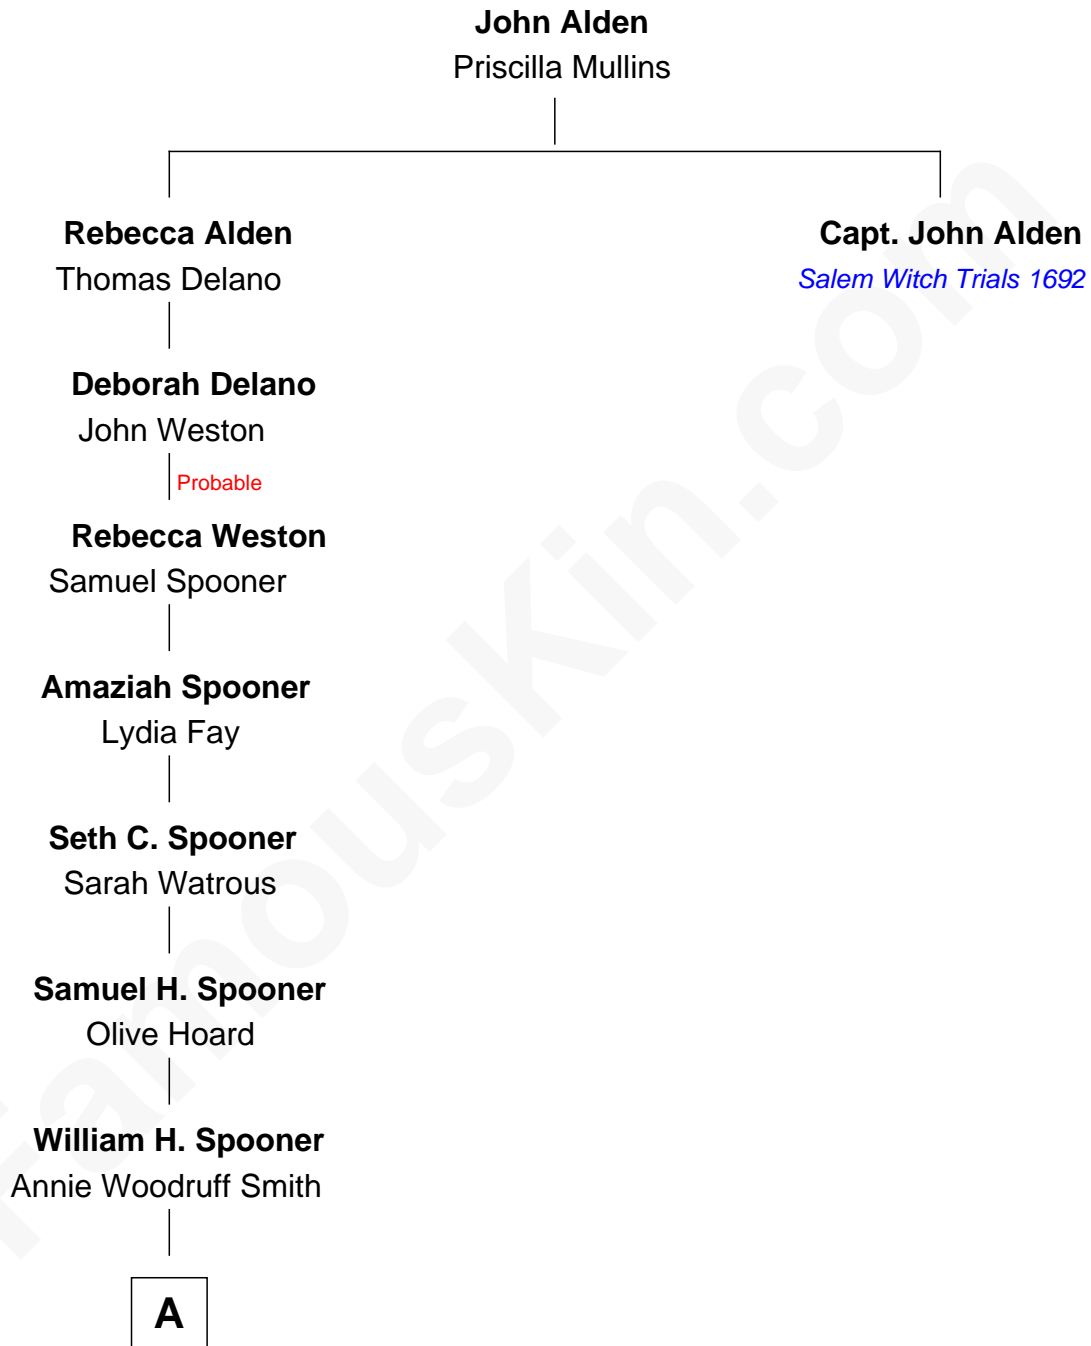 John Alden
Priscilla Mullins
Rebecca Alden
Thomas Delano
Capt. John Alden
Salem Witch Trials 1692
Deborah Delano
John Weston
Probable
Rebecca Weston
Samuel Spooner
Amaziah Spooner
Lydia Fay
Seth C. Spooner
Sarah Watrous
Samuel H. Spooner
Olive Hoard
William H. Spooner
Annie Woodruff Smith
A
FamousKin.com